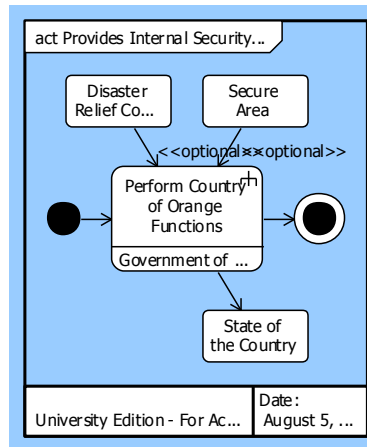 act Provides Internal Security...
Disaster
Relief Co...
Secure
Area
<<optional>>
<<optional>>
Perform Country
of Orange
Functions
Government of ...
State of
the Country
University Edition - For Ac...
Date:
August 5, ...